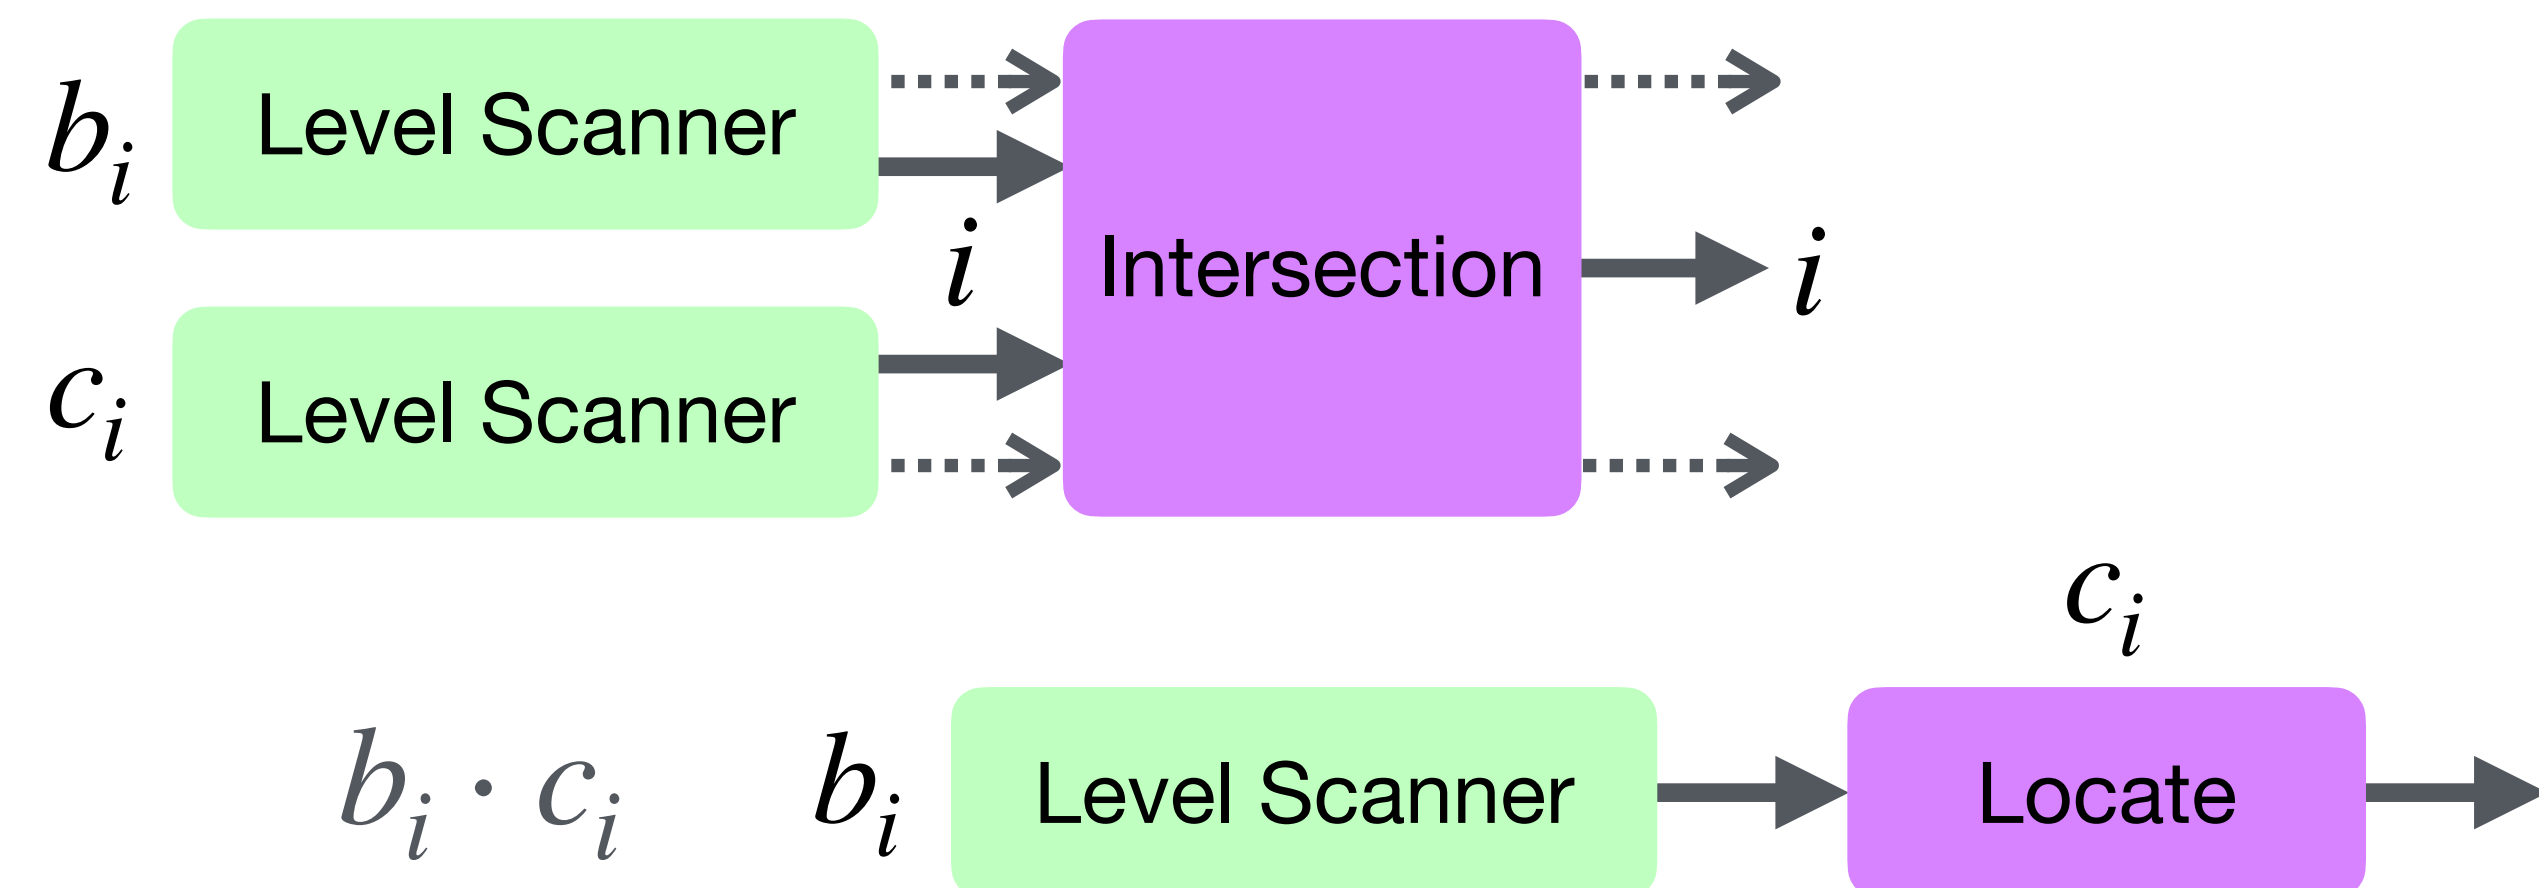 b_i Level Scanner
i
Intersection
i
c_i Level Scanner
c_i
b_i · c_i
b_i Level Scanner
Locate